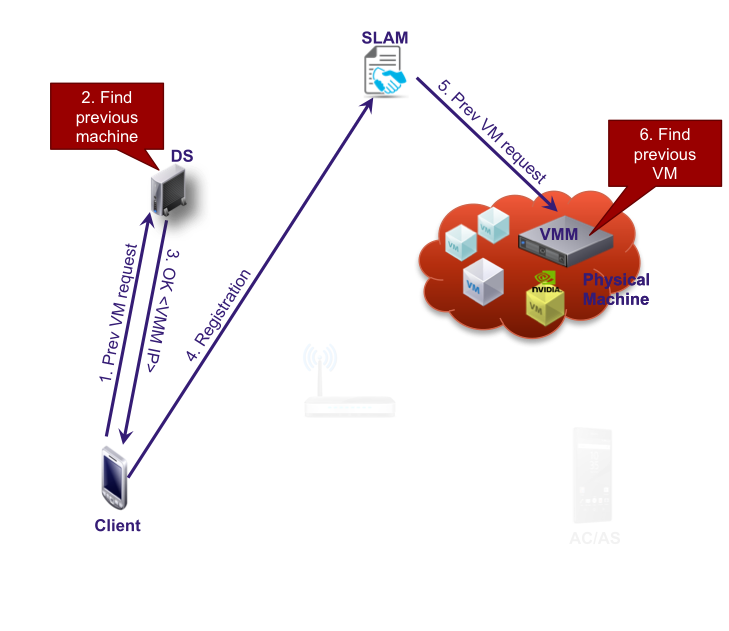 SLAM
5. Prev VM request
2. Find
previous
machine
6. Find
previous
VM
DS
VMM
VM
VM
VM
NVIDIA
VM
Physical
Machine
1. Prev VM request
3. OK <VMM IP>
4. Registration
Client
AC/AS